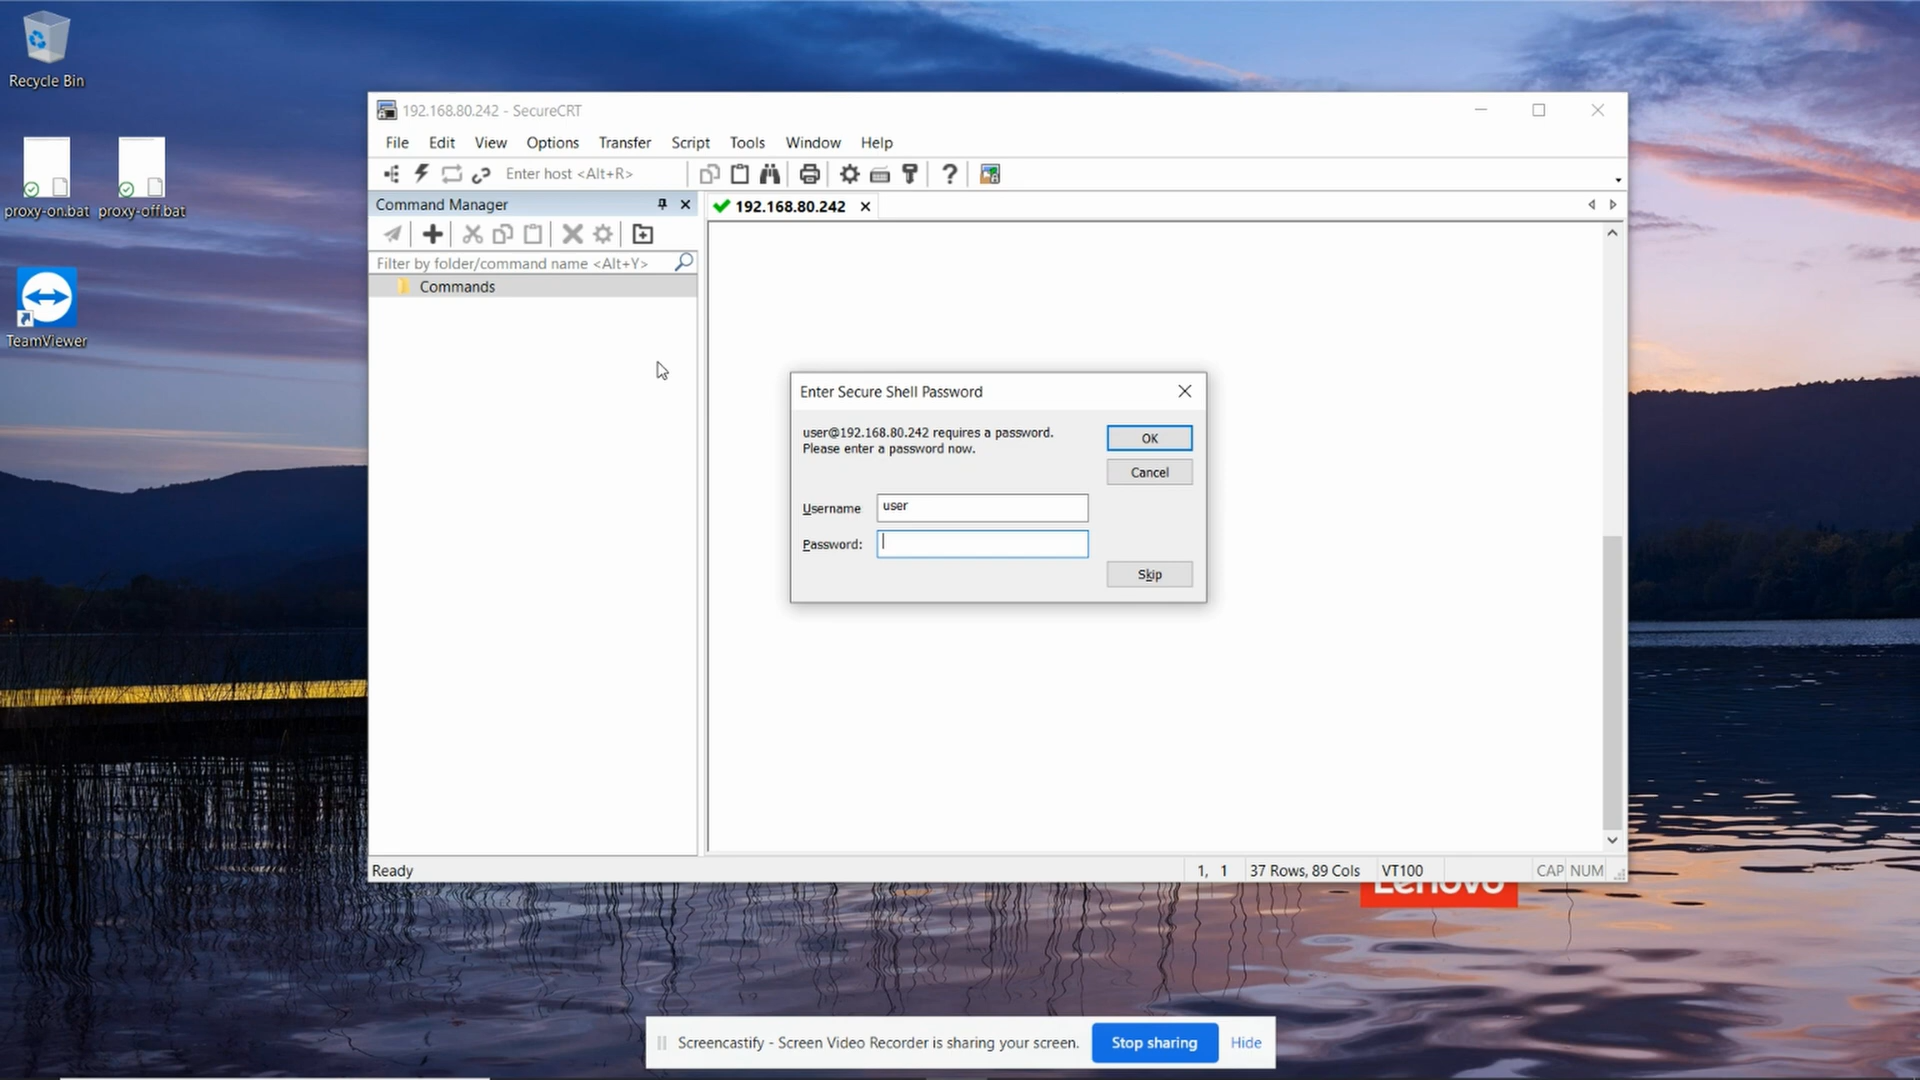 Recycle Bin
proxy-on.bat
proxy-off.bat
TeamViewer
192.168.80.242 - SecureCRT
File Edit View Options Transfer Script Tools Window Help
Enter host <Alt+R>
Command Manager
192.168.80.242
Filter by folder/command name <Alt+Y>
Commands
Enter Secure Shell Password
user@192.168.80.242 requires a password.
Please enter a password now.
OK
Cancel
Username
user
Password:
Skip
Ready
1, 1
37 Rows, 89 Cols
VT100
CAP NUM
Lenovo
Screencastify - Screen Video Recorder is sharing your screen.
Stop sharing
Hide